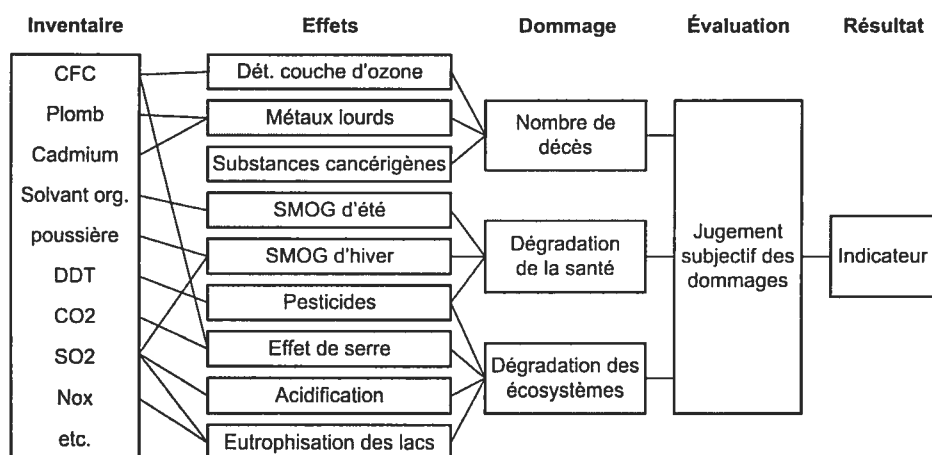 Inventaire
Effets
Dommage
Évaluation
Résultat
CFC
Plomb
Cadmium
Solvant org.
poussière
DDT
CO2
SO2
Nox
etc.
Dét. couche d'ozone
Métaux lourds
Substances cancérigènes
SMOG d'été
SMOG d'hiver
Pesticides
Effet de serre
Acidification
Eutrophisation des lacs
Nombre de
décès
Dégradation
de la santé
Dégradation des
écosystèmes
Jugement
subjectif des
dommages
Indicateur